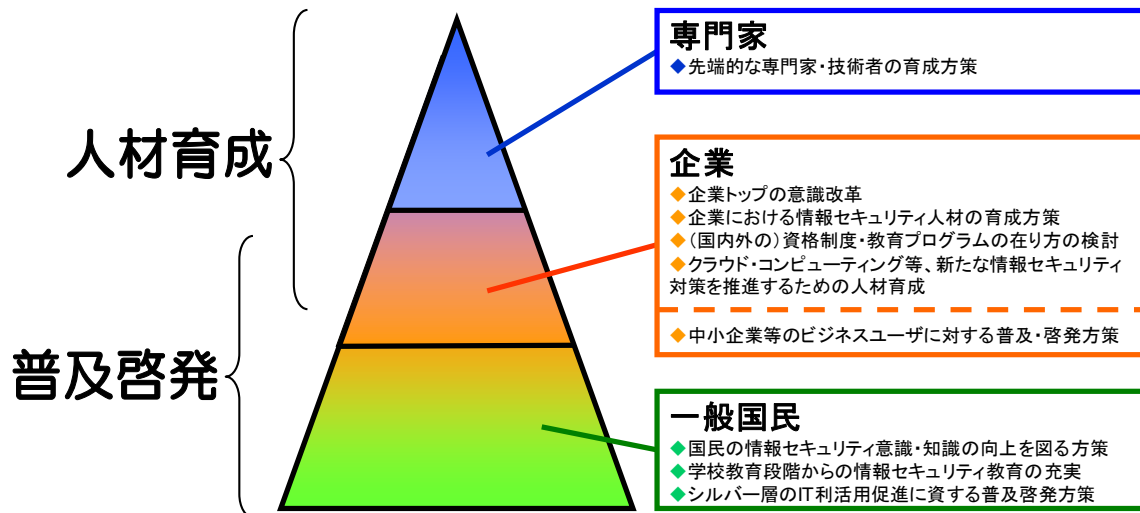 人材育成
普及啓発
専門家
◆先端的な専門家・技術者の育成方策
企業
◆企業トップの意識改革
◆企業における情報セキュリティ人材の育成方策
◆(国内外の)資格制度・教育プログラムの在り方の検討
◆クラウド・コンピューティング等、新たな情報セキュリティ
対策を推進するための人材育成
◆中小企業等のビジネスユーザに対する普及・啓発方策
一般国民
◆国民の情報セキュリティ意識・知識の向上を図る方策
◆学校教育段階からの情報セキュリティ教育の充実
◆シルバー層のIT利活用促進に資する普及啓発方策